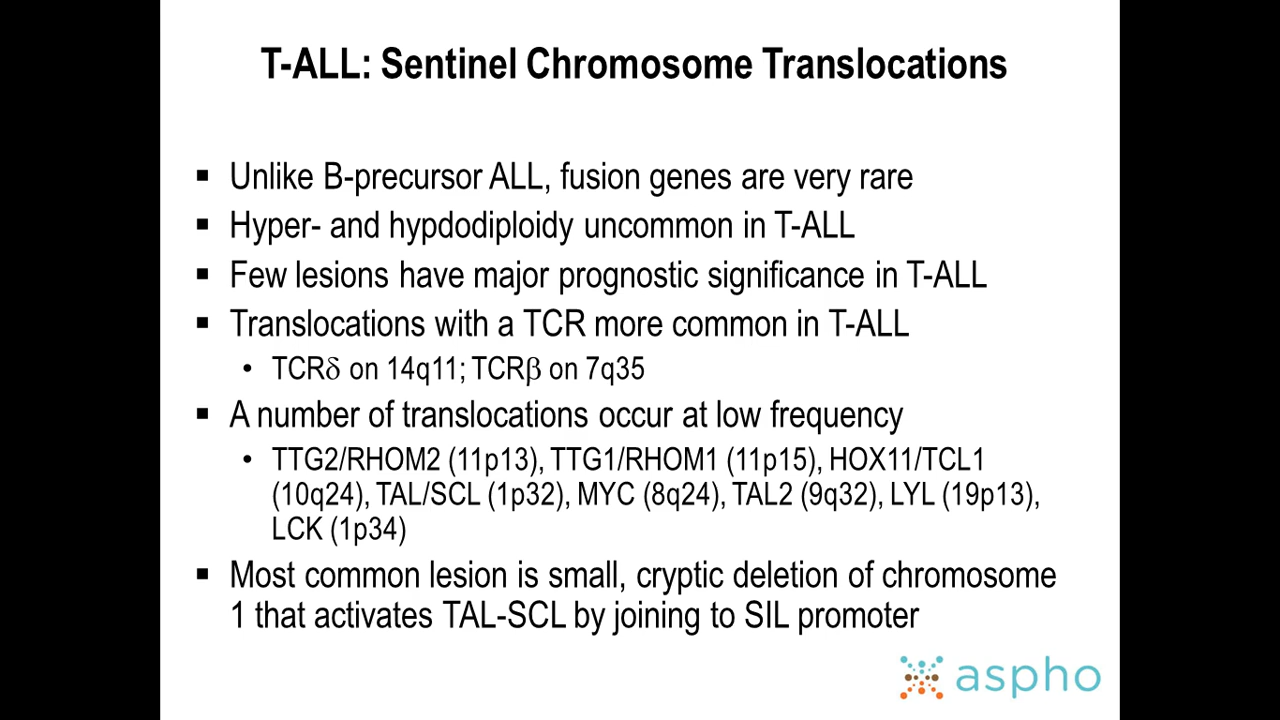 T-ALL: Sentinel Chromosome Translocations
▪ Unlike B-precursor ALL, fusion genes are very rare
▪ Hyper- and hypdodiploidy uncommon in T-ALL
▪ Few lesions have major prognostic significance in T-ALL
▪ Translocations with a TCR more common in T-ALL
• TCRδ on 14q11; TCRβ on 7q35
▪ A number of translocations occur at low frequency
• TTG2/RHOM2 (11p13), TTG1/RHOM1 (11p15), HOX11/TCL1
(10q24), TAL/SCL (1p32), MYC (8q24), TAL2 (9q32), LYL (19p13),
LCK (1p34)
▪ Most common lesion is small, cryptic deletion of chromosome
1 that activates TAL-SCL by joining to SIL promoter
aspho